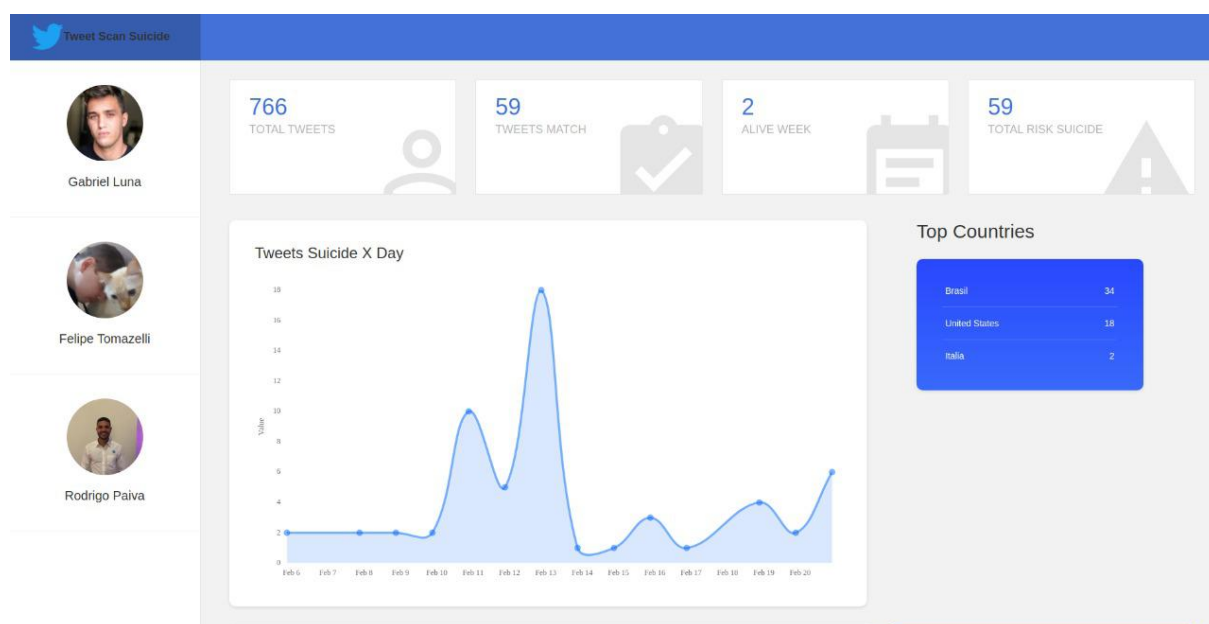 Tweet Scan Suicide
Gabriel Luna
Felipe Tomazelli
Rodrigo Paiva
766
TOTAL TWEETS
59
TWEETS MATCH
2
ALIVE WEEK
59
TOTAL RISK SUICIDE
Tweets Suicide X Day
18
16
14
12
10
8
6
4
2
0
Value
Feb 6 Feb 7 Feb 8 Feb 9 Feb 10 Feb 11 Feb 12 Feb 13 Feb 14 Feb 15 Feb 16 Feb 17 Feb 18 Feb 19 Feb 20
Top Countries
Brasil 34
United States 18
Italia 2